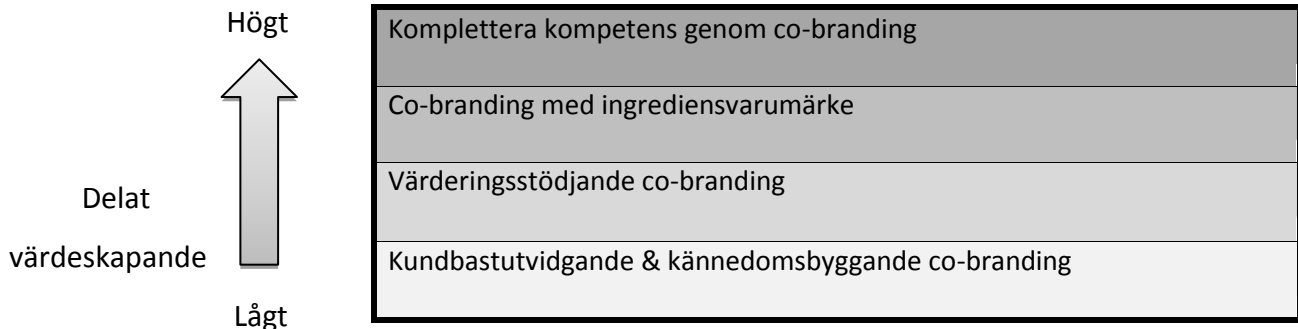 Högt
Komplettera kompetens genom co-branding
Co-branding med ingrediensvarumärke
Värderingsstödjande co-branding
Delat
värdeskapande
Kundbastutvidgande & kännedomsbyggande co-branding
Lågt